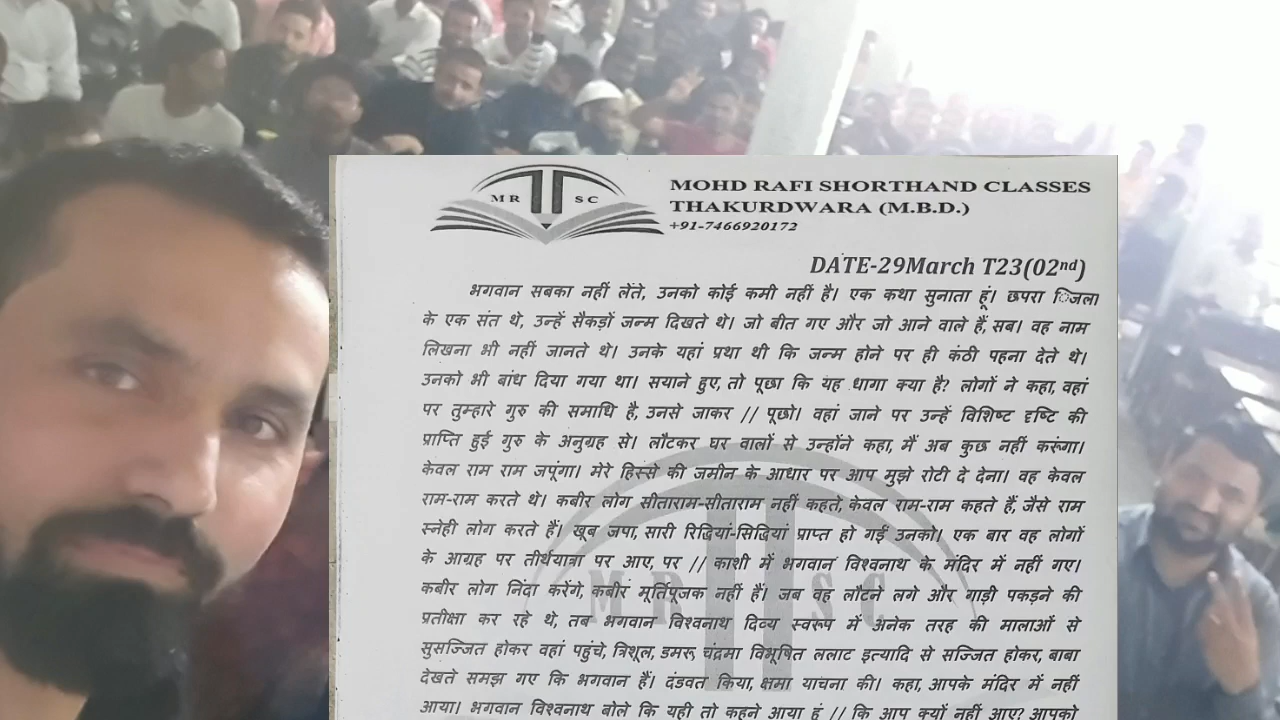 MR SC
MOHD RAFI SHORTHAND CLASSES
THAKURDWARA (M.B.D.)
+91-7466920172
DATE-29March T23(02nd)
भगवान सबका नहीं लेते, उनको कोई कमी नहीं है। एक कथा सुनाता हूं। छपरा िजला
के एक संत थे, उन्हें सैकड़ों जन्म दिखते थे। जो बीत गए और जो आने वाले हैं, सब। वह नाम
लिखना भी नहीं जानते थे। उनके यहां प्रथा थी कि जन्म होने पर ही कंठी पहना देते थे।
उनको भी बांध दिया गया था। सयाने हुए, तो पूछा कि यह धागा क्या है? लोगों ने कहा, वहां
पर तुम्हारे गुरु की समाधि है, उनसे जाकर // पूछो। वहां जाने पर उन्हें विशिष्ट दृष्टि की
प्राप्ति हुई गुरु के अनुग्रह से। लौटकर घर वालों से उन्होंने कहा, मैं अब कुछ नहीं करूंगा।
केवल राम राम जपूंगा। मेरे हिस्से की जमीन के आधार पर आप मुझे रोटी दे देना। वह केवल
राम-राम करते थे। कबीर लोग सीताराम-सीताराम नहीं कहते, केवल राम-राम कहते हैं, जैसे राम
स्नेही लोग करते हैं। खूब जपा, सारी रिद्धियां-सिद्धियां प्राप्त हो गईं उनको। एक बार वह लोगों
के आग्रह पर तीर्थयात्रा पर आए, पर // काशी में भगवान विश्वनाथ के मंदिर में नहीं गए।
कबीर लोग निंदा करेंगे, कबीर मूर्तिपूजक नहीं हैं। जब वह लौटने लगे और गाड़ी पकड़ने की
प्रतीक्षा कर रहे थे, तब भगवान विश्वनाथ दिव्य स्वरूप में अनेक तरह की मालाओं से
सुसज्जित होकर वहां पहुंचे, त्रिशूल, डमरू चंद्रमा विभूषित ललाट इत्यादि से सज्जित होकर, बाबा
देखते समझ गए कि भगवान हैं। दंडवत किया, क्षमा याचना की। कहा, आपके मंदिर में नहीं
आया। भगवान विश्वनाथ बोले कि यही तो कहने आया हूं // कि आप क्यों नहीं आए? आपको